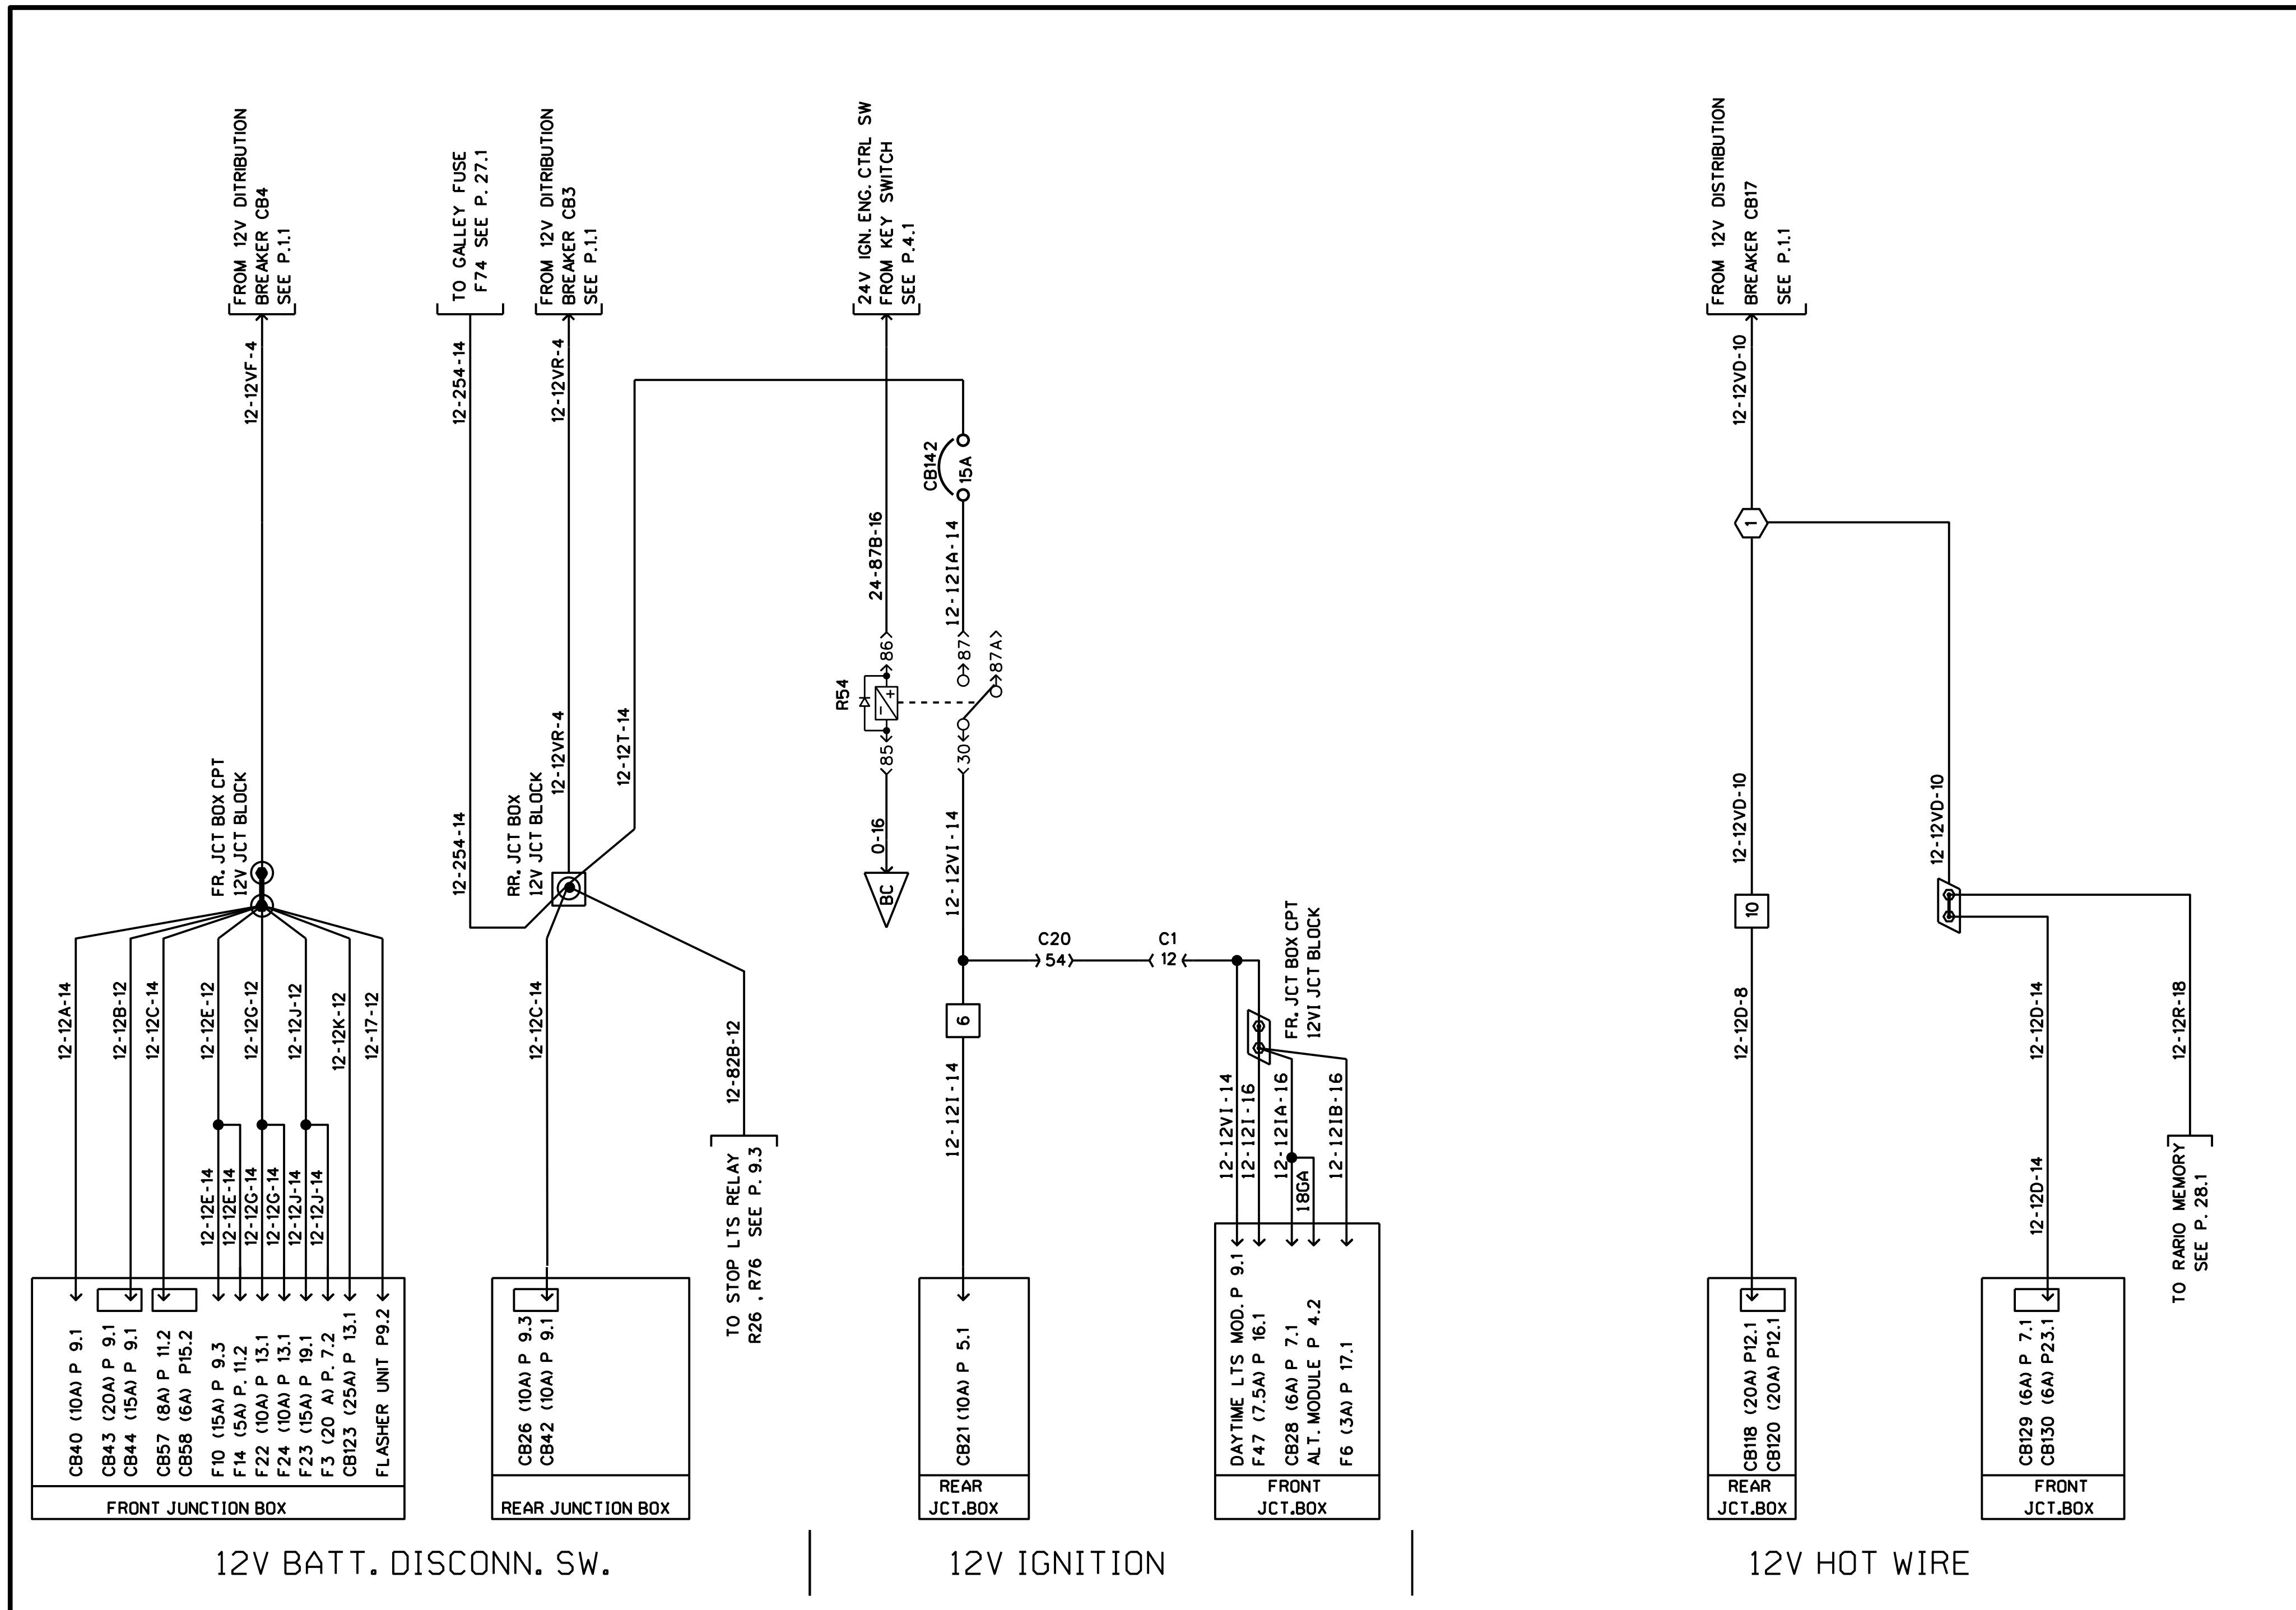 FROM 12V DITRIBUTION
BREAKER CB4
SEE P.1.1
12-12VF-4
FR. JCT BOX CPT
12V JCT BLOCK
12-12A-14
12-12B-12
12-12C-14
12-12E-12
12-12G-12
12-12J-12
12-12K-12
12-17-12
12-12E-14
12-12E-14
12-12G-14
12-12G-14
12-12J-14
12-12J-14
CB40 (10A) P 9.1
CB43 (20A) P 9.1
CB44 (15A) P 9.1
CB57 (8A) P 11.2
CB58 (6A) P15.2
F10 (15A) P 9.3
F14 (5A) P. 11.2
F22 (10A) P 13.1
F24 (10A) P 13.1
F23 (15A) P 19.1
F3 (20 A) P. 7.2
CB123 (25A) P 13.1
FLASHER UNIT P9.2
FRONT JUNCTION BOX
TO GALLEY FUSE
F74 SEE P. 27.1
12-254-14
12-254-14
FROM 12V DITRIBUTION
BREAKER CB3
SEE P.1.1
12-12VR-4
12-12VR-4
RR. JCT BOX
12V JCT BLOCK
12-12T-14
12-12C-14
12-82B-12
TO STOP LTS RELAY
R26 ,R76 SEE P. 9.3
CB26 (10A) P 9.3
CB42 (10A) P 9.1
REAR JUNCTION BOX
12V BATT. DISCONN. SW.
24V IGN. ENG. CTRL SW
FROM KEY SWITCH
SEE P.4.1
CB142
15A
24-87B-16
12-12IA-14
R54
86
87
87A
85
30
+
-
0-16
BC
12-12VI-14
C20
54
C1
12
6
12-12I-14
FR. JCT BOX CPT
12VI JCT BLOCK
12-12VI-14
12-12I-16
12-12IA-16
18GA
12-12IB-16
CB21 (10A) P 5.1
REAR
JCT.BOX
DAYTIME LTS MOD. P 9.1
F47 (7.5A) P 16.1
CB28 (6A) P 7.1
ALT. MODULE P 4.2
F6 (3A) P 17.1
FRONT
JCT.BOX
12V IGNITION
FROM 12V DISTRIBUTION
BREAKER CB17
SEE P.1.1
12-12VD-10
1
12-12VD-10
12-12VD-10
10
12-12D-8
12-12D-14
12-12R-18
12-12D-14
TO RARIO MEMORY
SEE P. 28.1
CB118 (20A) P12.1
CB120 (20A) P12.1
REAR
JCT.BOX
CB129 (6A) P 7.1
CB130 (6A) P23.1
FRONT
JCT.BOX
12V HOT WIRE